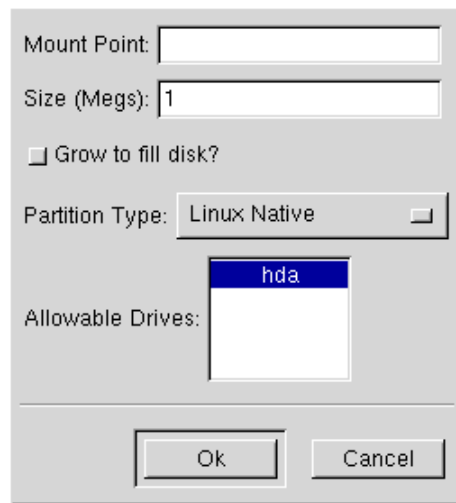 Mount Point:
Size (Megs): 1
Grow to fill disk?
Partition Type: Linux Native
hda
Allowable Drives:
Ok Cancel